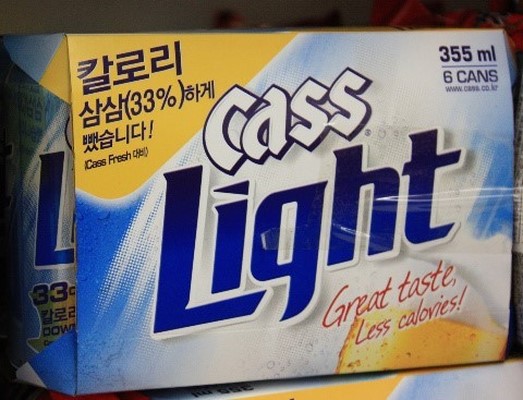 칼로리
삼삼(33%)하게
뺐습니다!
(Cass Fresh 대비)
355 ml
6 CANS
www.cass.co.kr
Cass
Light
Great taste,
Less calories!
33
칼로리
DOWN